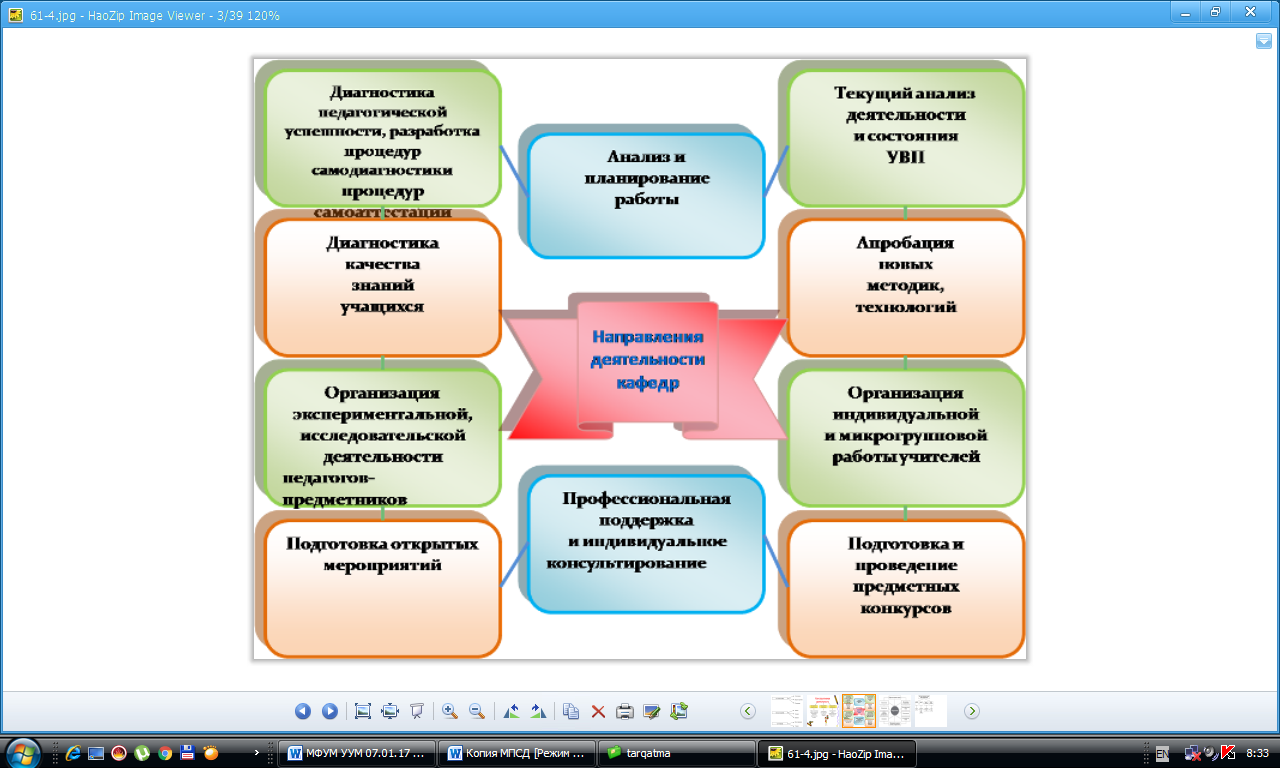 61-4.jpg - HaoZip Image Viewer - 3/39 120%
Диагностика
педагогической
успешности, разработка
процедур
самодиагностики
процедур
самоаттестации
Анализ и
планирование
работы
Текущий анализ
деятельности
и состояния
УВП
Диагностика
качества
знаний
учащихся
Апробация
новых
методик,
технологий
Направления
деятельности
кафедр
Организация
экспериментальной,
исследовательской
деятельности
педагогов-
предметников
Организация
индивидуальной
и микрогрупповой
работы учителей
Профессиональная
поддержка
и индивидуальное
консультирование
Подготовка открытых
мероприятий
Подготовка и
проведение
предметных
конкурсов
МФУМ УУМ 07.01.17 ...
Копия МПСД [Режим ...
tarqatma
61-4.jpg - HaoZip Ima...
EN
8:33